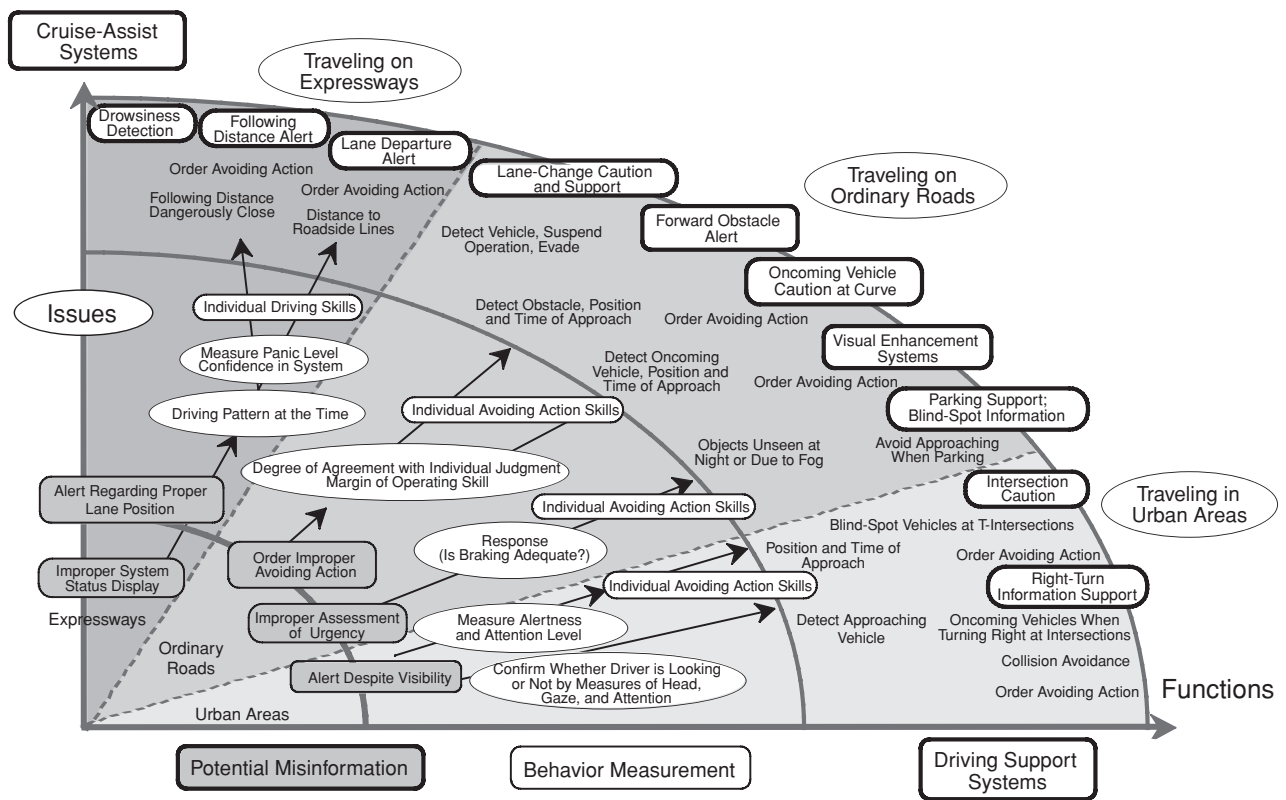 Cruise-Assist
Systems
Traveling on
Expressways
Drowsiness
Detection
Following
Distance Alert
Lane Departure
Alert
Order Avoiding Action
Following Distance
Dangerously Close
Order Avoiding Action
Distance to
Roadside Lines
Lane-Change Caution
and Support
Traveling on
Ordinary Roads
Forward Obstacle
Alert
Detect Vehicle, Suspend
Operation, Evade
Oncoming Vehicle
Caution at Curve
Issues
Individual Driving Skills
Detect Obstacle, Position
and Time of Approach
Order Avoiding Action
Visual Enhancement
Systems
Measure Panic Level
Confidence in System
Detect Oncoming
Vehicle, Position and
Time of Approach
Order Avoiding Action
Parking Support;
Blind-Spot Information
Driving Pattern at the Time
Individual Avoiding Action Skills
Objects Unseen at
Night or Due to Fog
Avoid Approaching
When Parking
Degree of Agreement with Individual Judgment
Margin of Operating Skill
Intersection
Caution
Traveling in
Urban Areas
Alert Regarding Proper
Lane Position
Individual Avoiding Action Skills
Blind-Spot Vehicles at T-Intersections
Order Improper
Avoiding Action
Response
(Is Braking Adequate?)
Position and Time of
Approach
Order Avoiding Action
Improper System
Status Display
Individual Avoiding Action Skills
Right-Turn
Information Support
Expressways
Improper Assessment
of Urgency
Measure Alertness
and Attention Level
Detect Approaching
Vehicle
Oncoming Vehicles When
Turning Right at Intersections
Ordinary
Roads
Alert Despite Visibility
Confirm Whether Driver is Looking
or Not by Measures of Head,
Gaze, and Attention
Collision Avoidance
Order Avoiding Action
Functions
Urban Areas
Potential Misinformation
Behavior Measurement
Driving Support
Systems